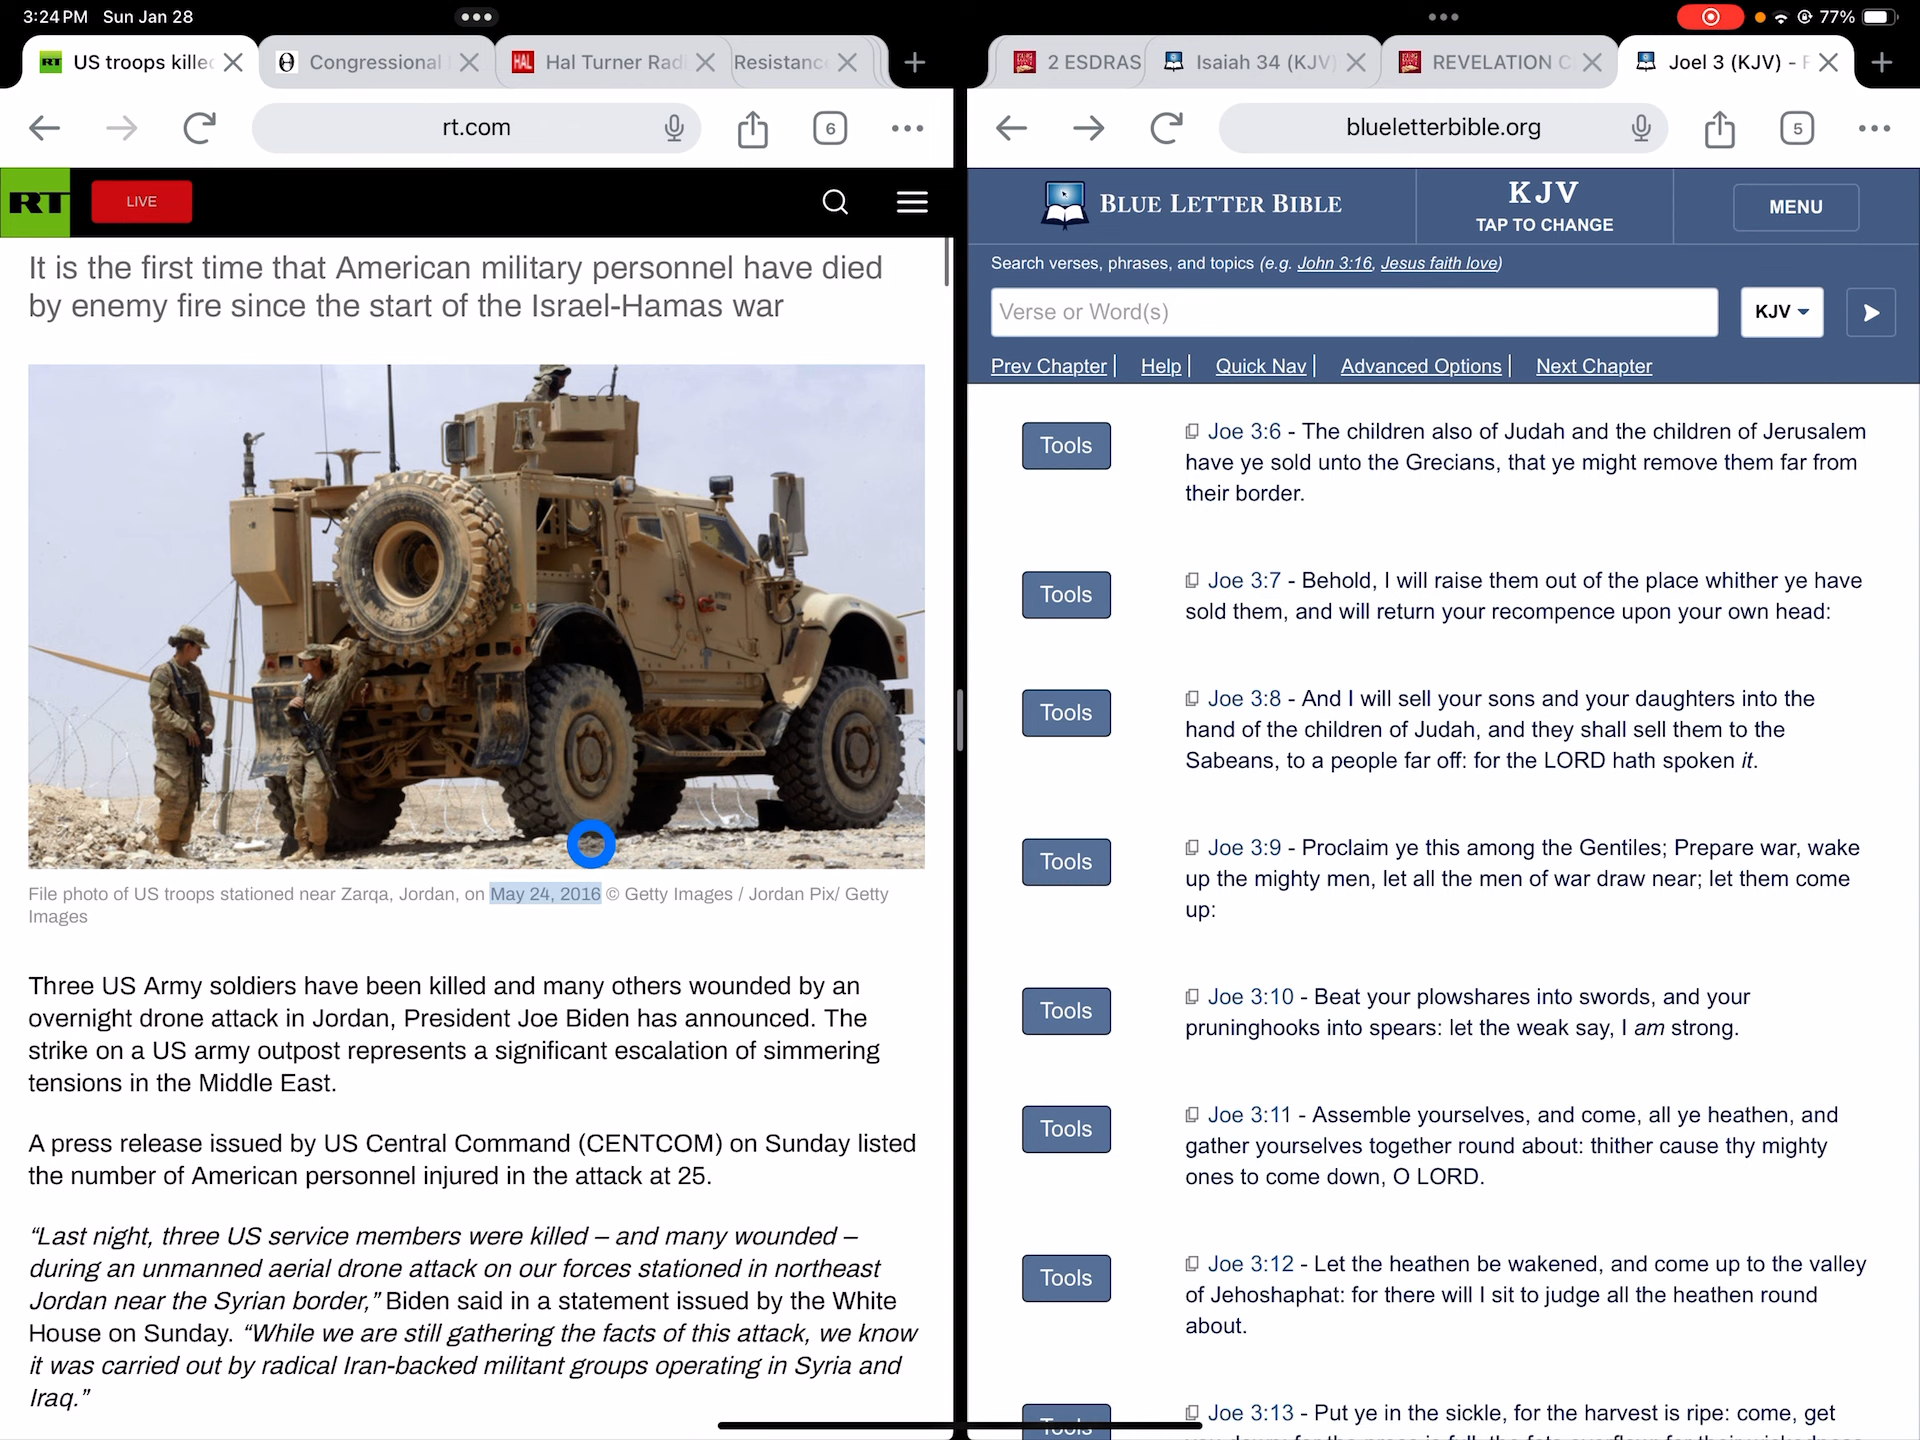 3:24 PM Sun Jan 28
77%
RT US troops kille
Congressional
HAL Hal Turner Rad
Resistanc
2 ESDRAS
Isaiah 34 (KJV)
REVELATION C
Joel 3 (KJV) - F
rt.com
6
blueletterbible.org
5
RT
LIVE
It is the first time that American military personnel have died
by enemy fire since the start of the Israel-Hamas war
File photo of US troops stationed near Zarqa, Jordan, on May 24, 2016 © Getty Images / Jordan Pix/ Getty
Images
Three US Army soldiers have been killed and many others wounded by an
overnight drone attack in Jordan, President Joe Biden has announced. The
strike on a US army outpost represents a significant escalation of simmering
tensions in the Middle East.
A press release issued by US Central Command (CENTCOM) on Sunday listed
the number of American personnel injured in the attack at 25.
“Last night, three US service members were killed – and many wounded –
during an unmanned aerial drone attack on our forces stationed in northeast
Jordan near the Syrian border,” Biden said in a statement issued by the White
House on Sunday. “While we are still gathering the facts of this attack, we know
it was carried out by radical Iran-backed militant groups operating in Syria and
Iraq.”
BLUE LETTER BIBLE
KJV
TAP TO CHANGE
MENU
Search verses, phrases, and topics (e.g. John 3:16, Jesus faith love)
Verse or Word(s)
KJV
Prev Chapter | Help | Quick Nav | Advanced Options | Next Chapter
Tools
Joe 3:6 - The children also of Judah and the children of Jerusalem
have ye sold unto the Grecians, that ye might remove them far from
their border.
Tools
Joe 3:7 - Behold, I will raise them out of the place whither ye have
sold them, and will return your recompence upon your own head:
Tools
Joe 3:8 - And I will sell your sons and your daughters into the
hand of the children of Judah, and they shall sell them to the
Sabeans, to a people far off: for the LORD hath spoken it.
Tools
Joe 3:9 - Proclaim ye this among the Gentiles; Prepare war, wake
up the mighty men, let all the men of war draw near; let them come
up:
Tools
Joe 3:10 - Beat your plowshares into swords, and your
pruninghooks into spears: let the weak say, I am strong.
Tools
Joe 3:11 - Assemble yourselves, and come, all ye heathen, and
gather yourselves together round about: thither cause thy mighty
ones to come down, O LORD.
Tools
Joe 3:12 - Let the heathen be wakened, and come up to the valley
of Jehoshaphat: for there will I sit to judge all the heathen round
about.
Tools
Joe 3:13 - Put ye in the sickle, for the harvest is ripe: come, get